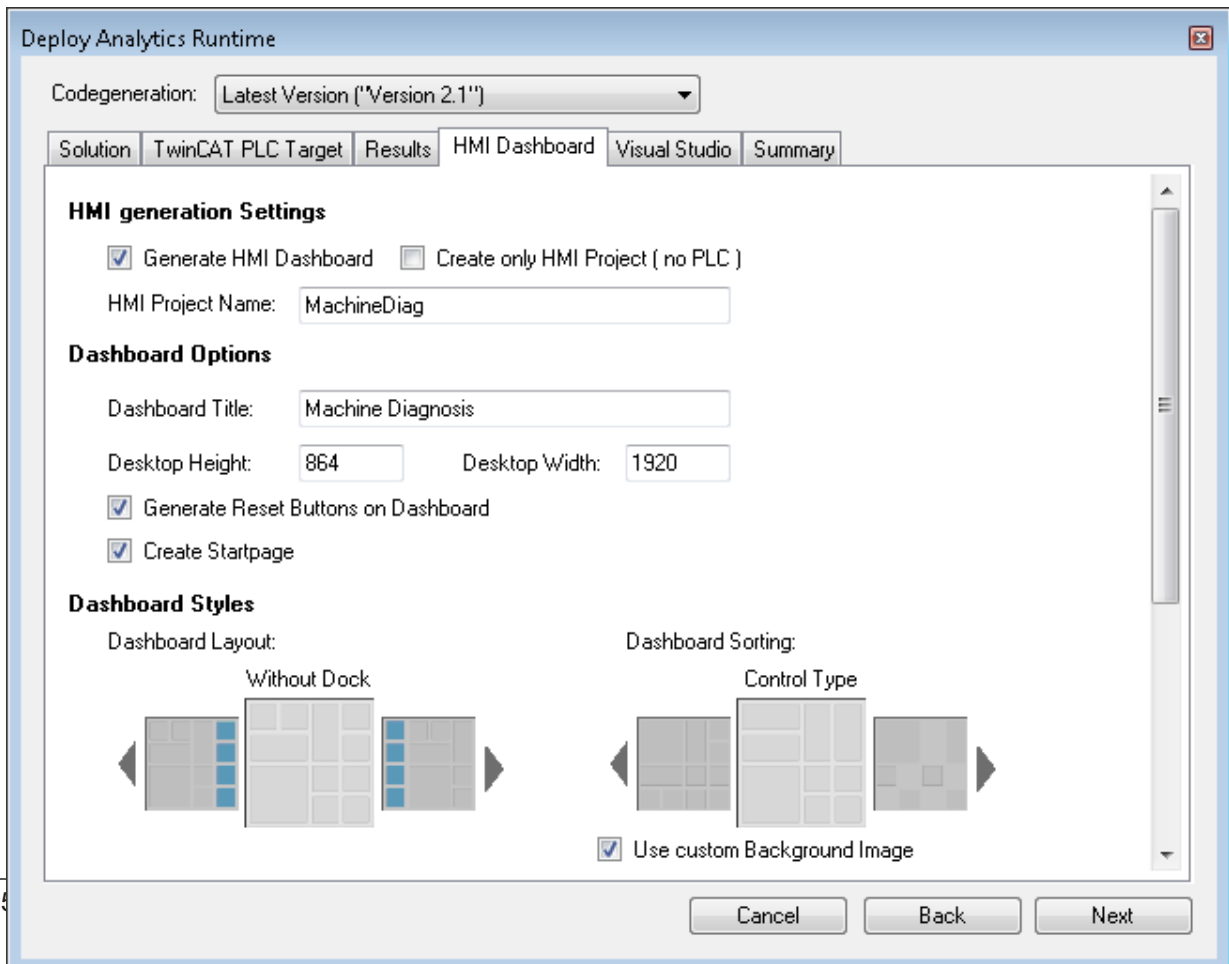 Deploy Analytics Runtime
Codegeneration: Latest Version ("Version 2.1")
Solution TwinCAT PLC Target Results HMI Dashboard Visual Studio Summary
HMI generation Settings
Generate HMI Dashboard Create only HMI Project ( no PLC )
HMI Project Name: MachineDiag
Dashboard Options
Dashboard Title: Machine Diagnosis
Desktop Height: 864 Desktop Width: 1920
Generate Reset Buttons on Dashboard
Create Startpage
Dashboard Styles
Dashboard Layout: Dashboard Sorting:
Without Dock Control Type
Use custom Background Image
Cancel Back Next